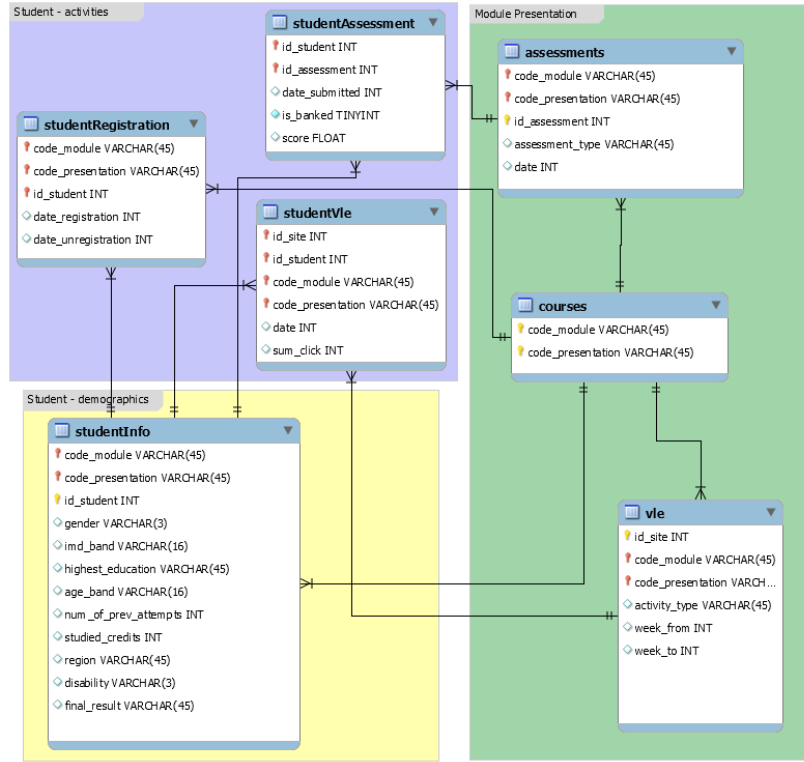 Student - activities
studentAssessment
id_student INT
id_assessment INT
date_submitted INT
is_banked TINYINT
score FLOAT
studentRegistration
code_module VARCHAR(45)
code_presentation VARCHAR(45)
id_student INT
date_registration INT
date_unregistration INT
studentVle
id_site INT
id_student INT
code_module VARCHAR(45)
code_presentation VARCHAR(45)
date INT
sum_click INT
Student - demographics
studentInfo
code_module VARCHAR(45)
code_presentation VARCHAR(45)
id_student INT
gender VARCHAR(3)
imd_band VARCHAR(16)
highest_education VARCHAR(45)
age_band VARCHAR(16)
num_of_prev_attempts INT
studied_credits INT
region VARCHAR(45)
disability VARCHAR(3)
final_result VARCHAR(45)
Module Presentation
assessments
code_module VARCHAR(45)
code_presentation VARCHAR(45)
id_assessment INT
assessment_type VARCHAR(45)
date INT
courses
code_module VARCHAR(45)
code_presentation VARCHAR(45)
vle
id_site INT
code_module VARCHAR(45)
code_presentation VARCH...
activity_type VARCHAR(45)
week_from INT
week_to INT